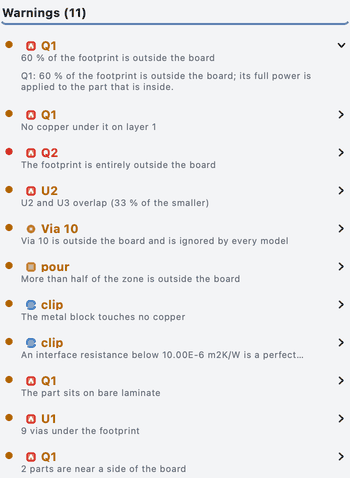 Warnings (11)
Q1
60 % of the footprint is outside the board
Q1: 60 % of the footprint is outside the board; its full power is
applied to the part that is inside.
Q1
No copper under it on layer 1
Q2
The footprint is entirely outside the board
U2
U2 and U3 overlap (33 % of the smaller)
Via 10
Via 10 is outside the board and is ignored by every model
pour
More than half of the zone is outside the board
clip
The metal block touches no copper
clip
An interface resistance below 10.00E-6 m2K/W is a perfect...
Q1
The part sits on bare laminate
U1
9 vias under the footprint
Q1
2 parts are near a side of the board